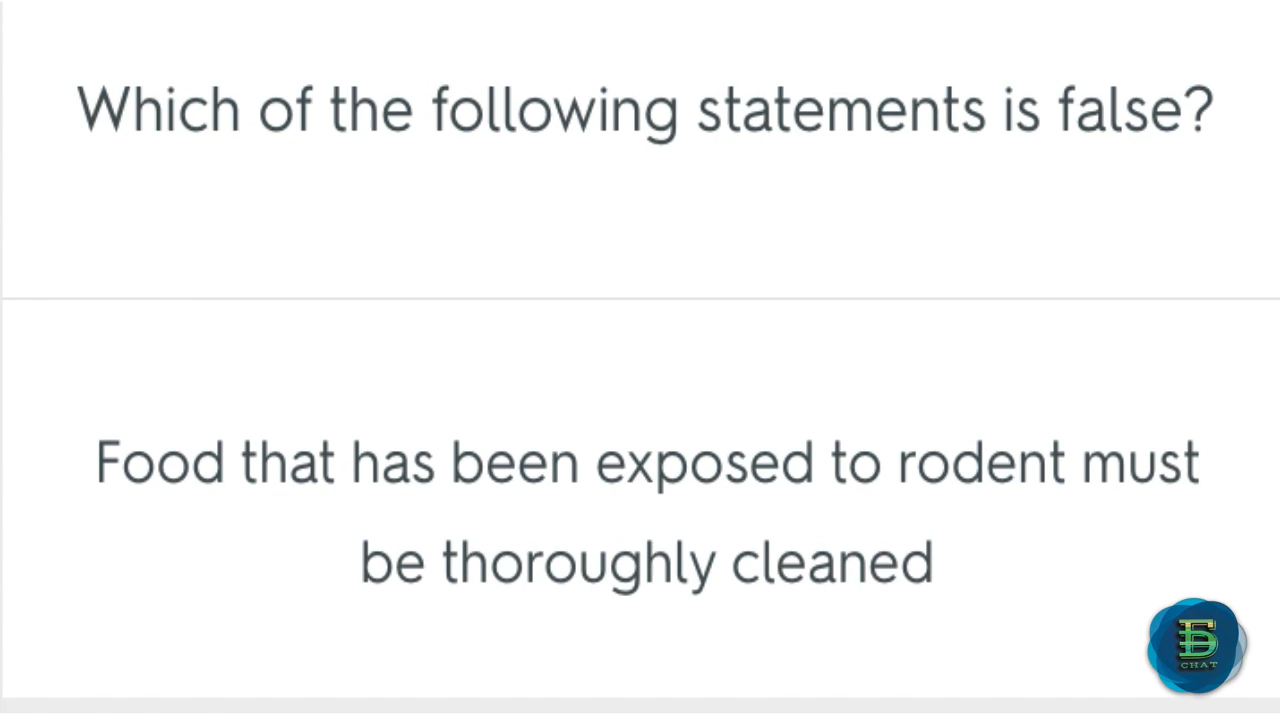 Which of the following statements is false?
Food that has been exposed to rodent must
be thoroughly cleaned
Б
CHAT